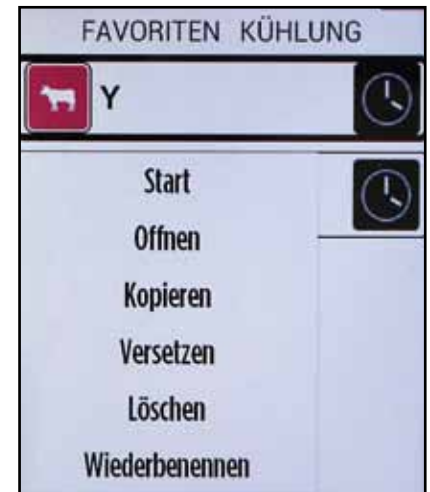 FAVORITEN KÜHLUNG
Y
Start
Offnen
Kopieren
Versetzen
Löschen
Wiederbenennen